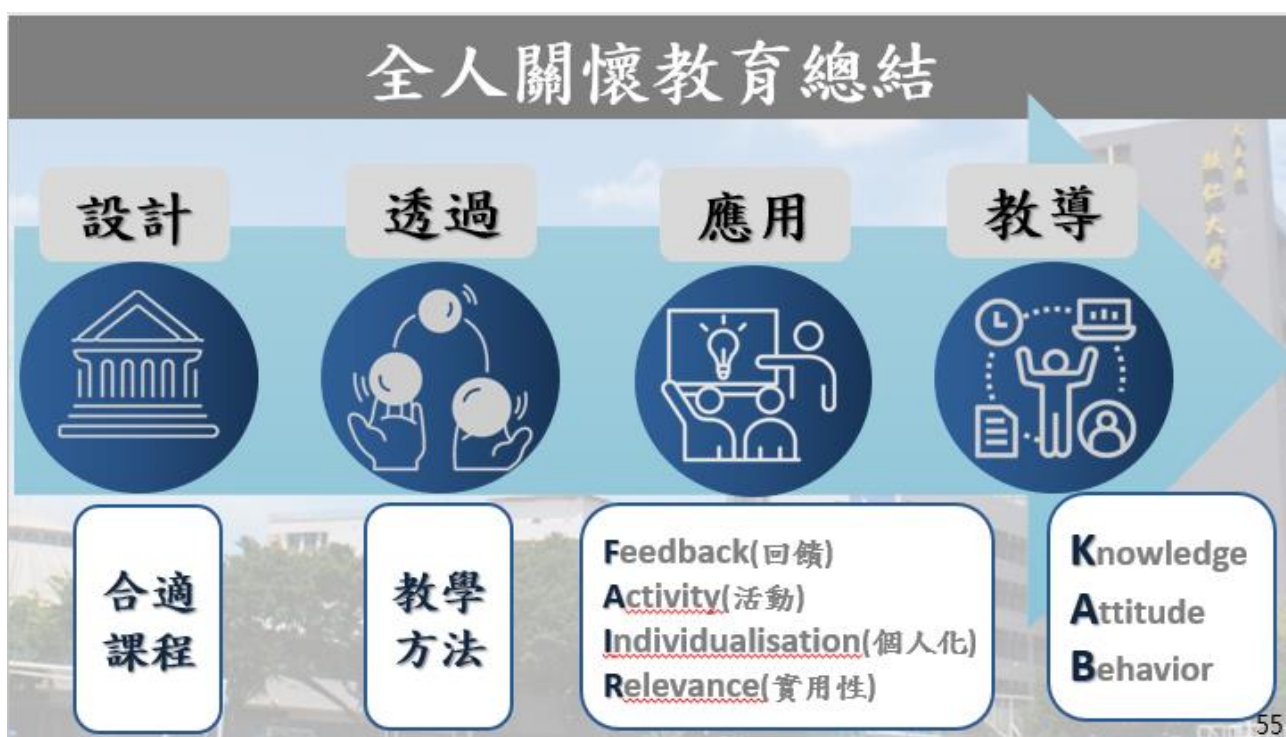 全人關懷教育總結
設計
透過
應用
教導
合適
課程
教學
方法
Feedback(回饋)
Activity(活動)
Individualisation(個人化)
Relevance(實用性)
Knowledge
Attitude
Behavior
55